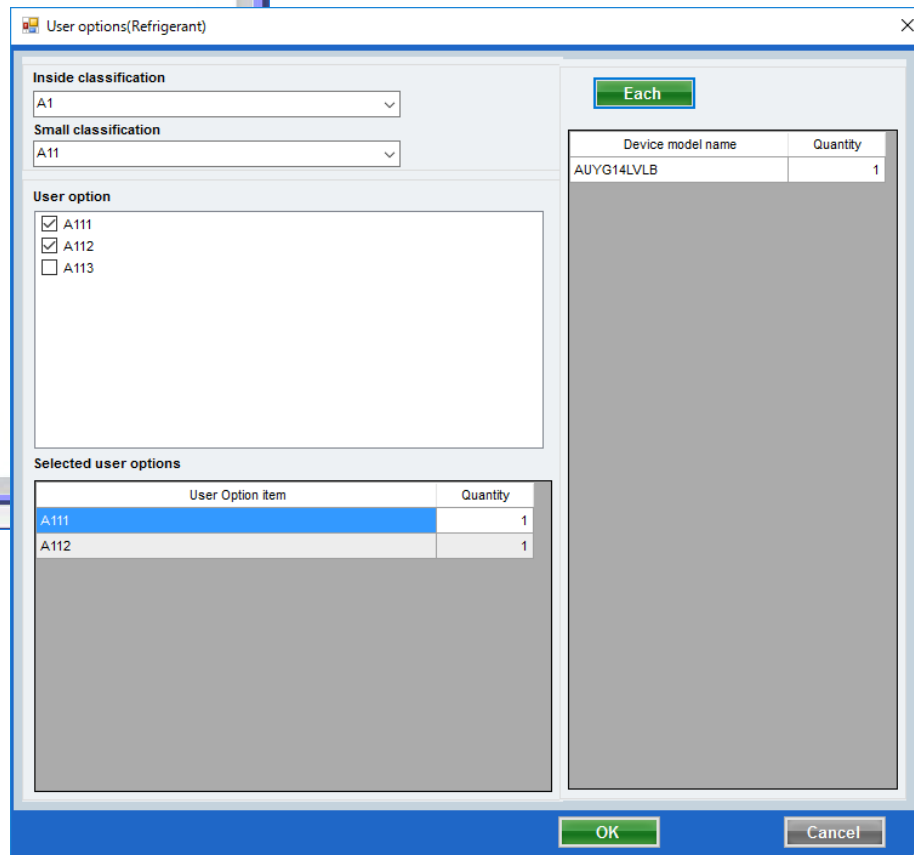 User options(Refrigerant)
Inside classification
A1
Small classification
A11
User option
A111
A112
A113
Selected user options
User Option item Quantity
A111 1
A112 1
Each
Device model name Quantity
AUYG14LVLB 1
OK Cancel